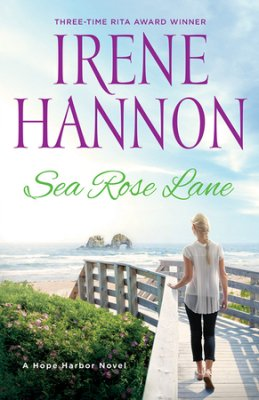 THREE-TIME RITA AWARD WINNER
IRENE
HANNON
Sea Rose Lane
A Hope Harbor Novel